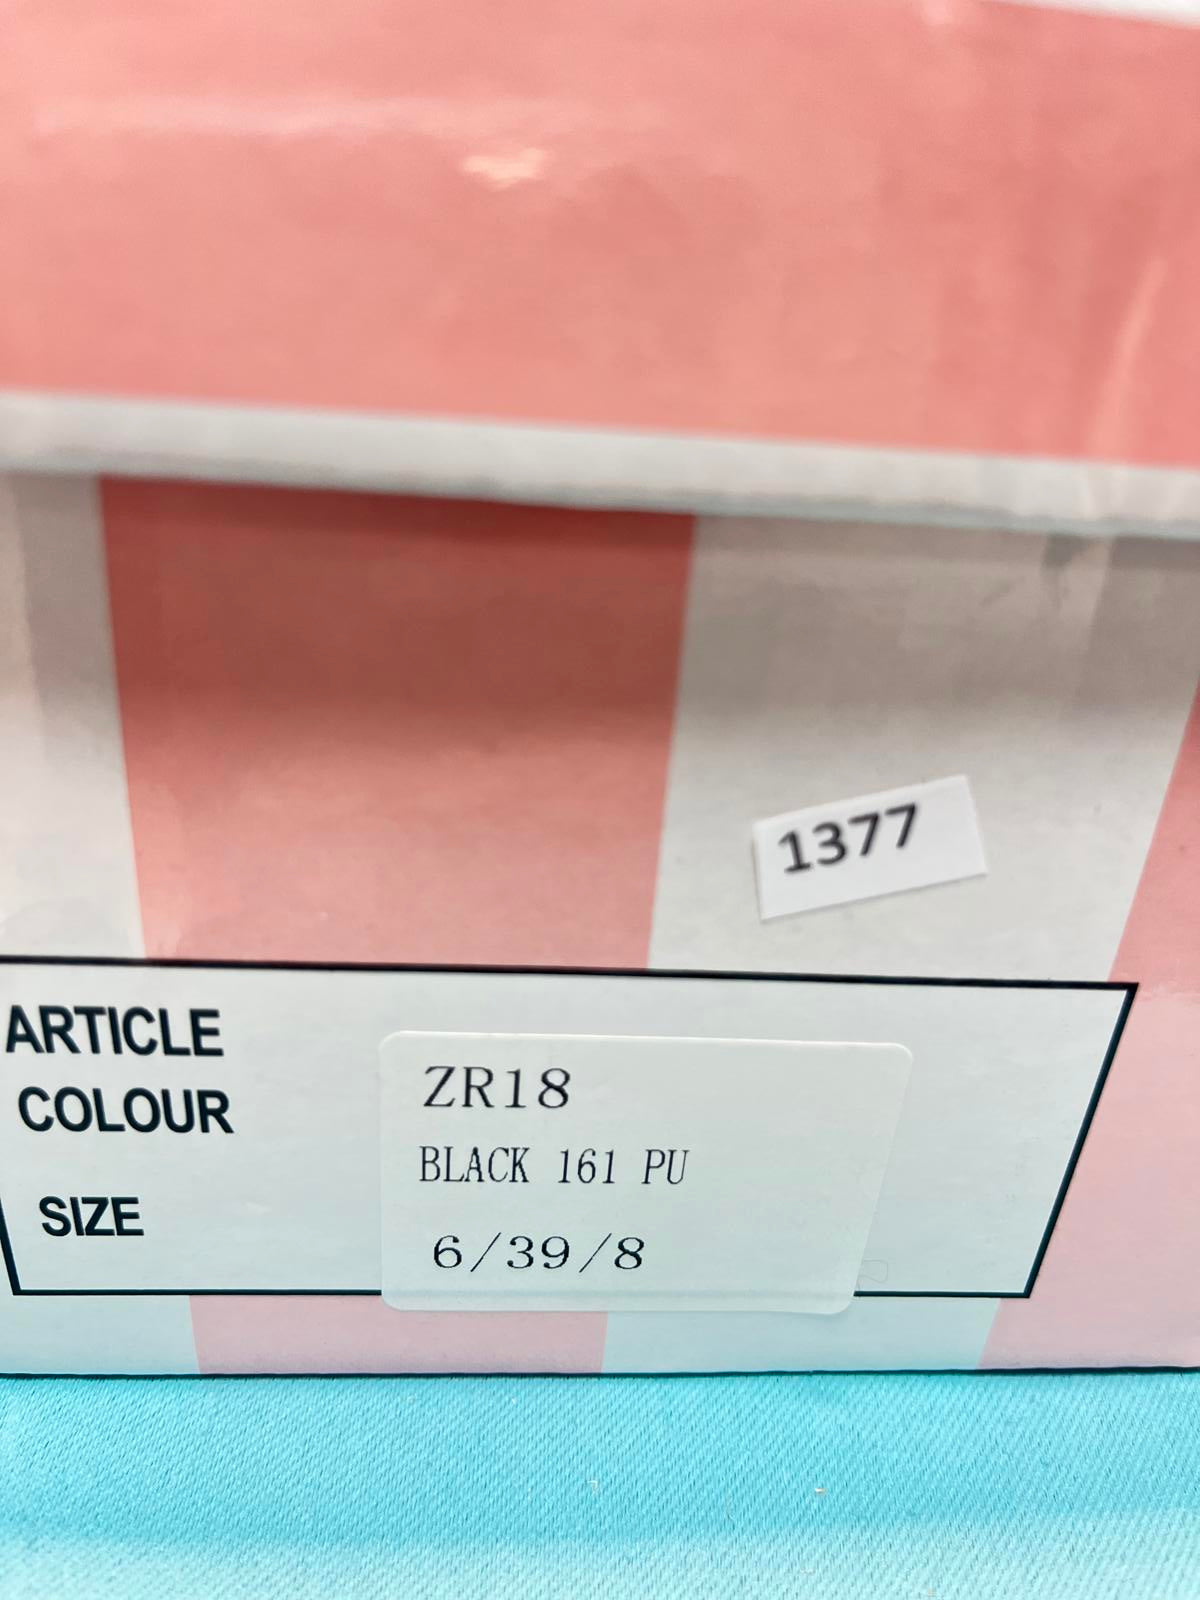 1377
ARTICLE ZR18
COLOUR BLACK 161 PU
SIZE 6/39/8